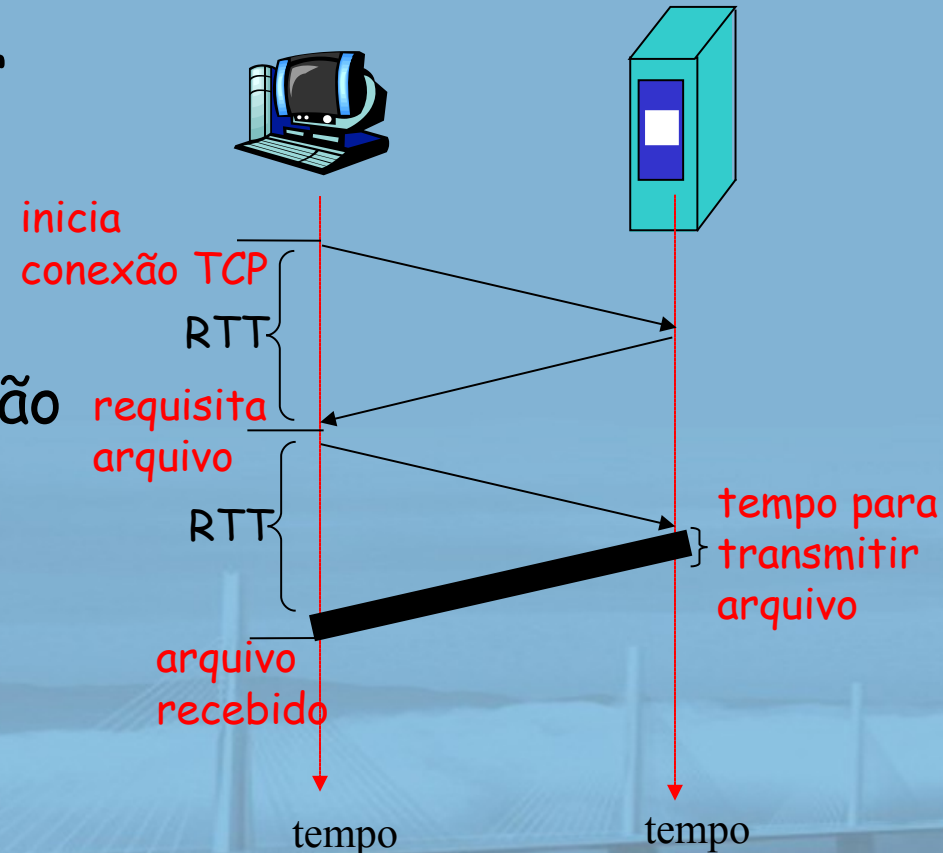 inicia
conexão TCP
RTT
ão
requisita
arquivo
RTT
tempo para
transmitir
arquivo
arquivo
recebido
tempo
tempo